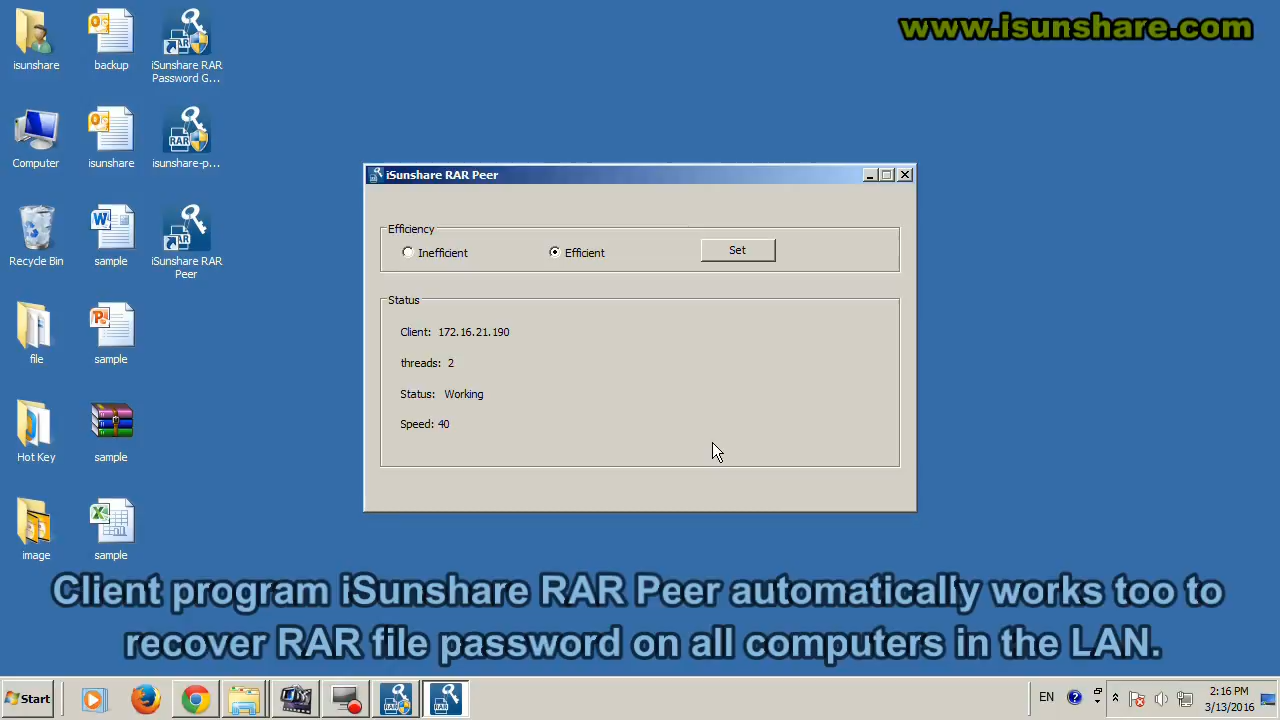 www.isunshare.com
isunshare
backup
iSunshare RAR
Password G...
Computer
isunshare
isunshare-p...
Recycle Bin
sample
iSunshare RAR
Peer
file
sample
Hot Key
sample
image
sample
iSunshare RAR Peer
Efficiency
Inefficient
Efficient
Set
Status
Client: 172.16.21.190
threads: 2
Status: Working
Speed: 40
Client program iSunshare RAR Peer automatically works too to
recover RAR file password on all computers in the LAN.
Start
EN
2:16 PM
3/13/2016